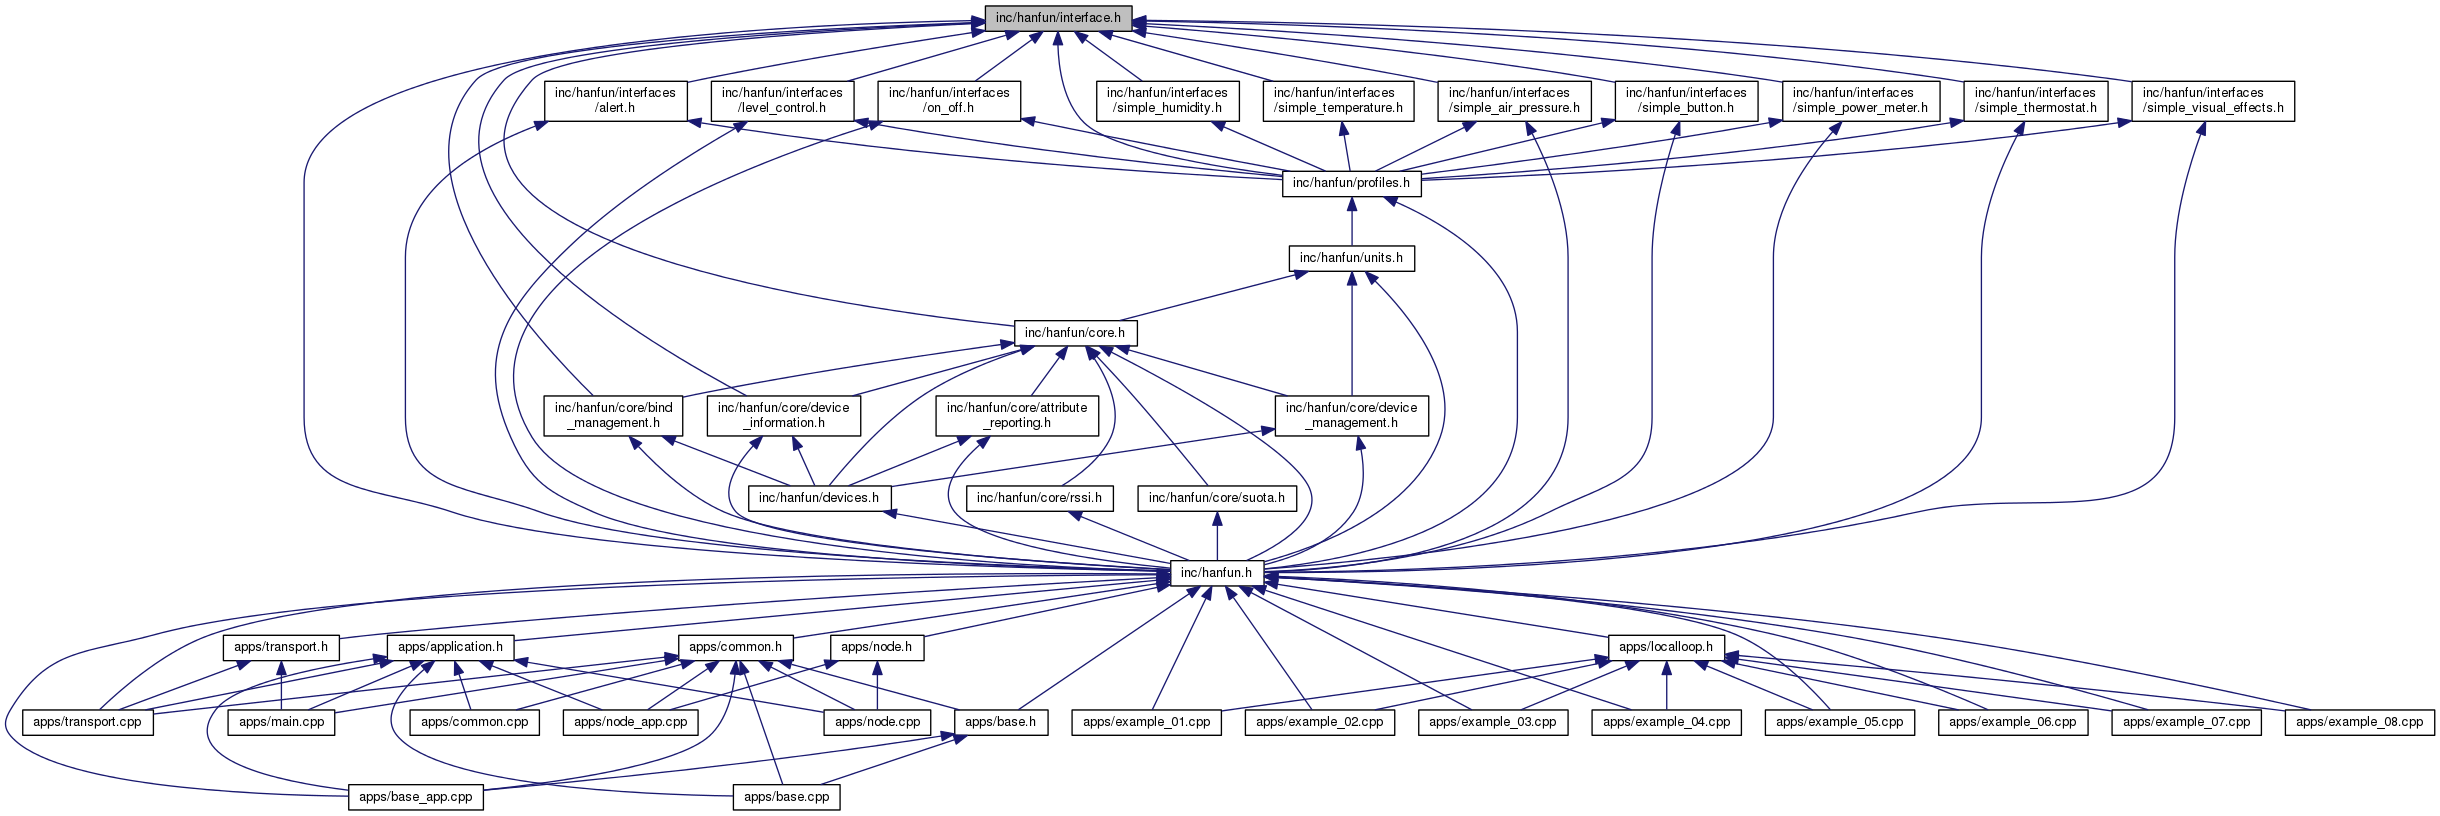 inc/hanfun/interface.h
inc/hanfun/interfaces
/alert.h
inc/hanfun/interfaces
/level_control.h
inc/hanfun/interfaces
/on_off.h
inc/hanfun/interfaces
/simple_humidity.h
inc/hanfun/interfaces
/simple_temperature.h
inc/hanfun/interfaces
/simple_air_pressure.h
inc/hanfun/interfaces
/simple_button.h
inc/hanfun/interfaces
/simple_power_meter.h
inc/hanfun/interfaces
/simple_thermostat.h
inc/hanfun/interfaces
/simple_visual_effects.h
inc/hanfun/profiles.h
inc/hanfun/units.h
inc/hanfun/core.h
inc/hanfun/core/bind
_management.h
inc/hanfun/core/device
_information.h
inc/hanfun/core/attribute
_reporting.h
inc/hanfun/core/device
_management.h
inc/hanfun/devices.h
inc/hanfun/core/rssi.h
inc/hanfun/core/suota.h
inc/hanfun.h
apps/transport.h
apps/application.h
apps/common.h
apps/node.h
apps/localloop.h
apps/transport.cpp
apps/main.cpp
apps/common.cpp
apps/node_app.cpp
apps/node.cpp
apps/base.h
apps/example_01.cpp
apps/example_02.cpp
apps/example_03.cpp
apps/example_04.cpp
apps/example_05.cpp
apps/example_06.cpp
apps/example_07.cpp
apps/example_08.cpp
apps/base_app.cpp
apps/base.cpp